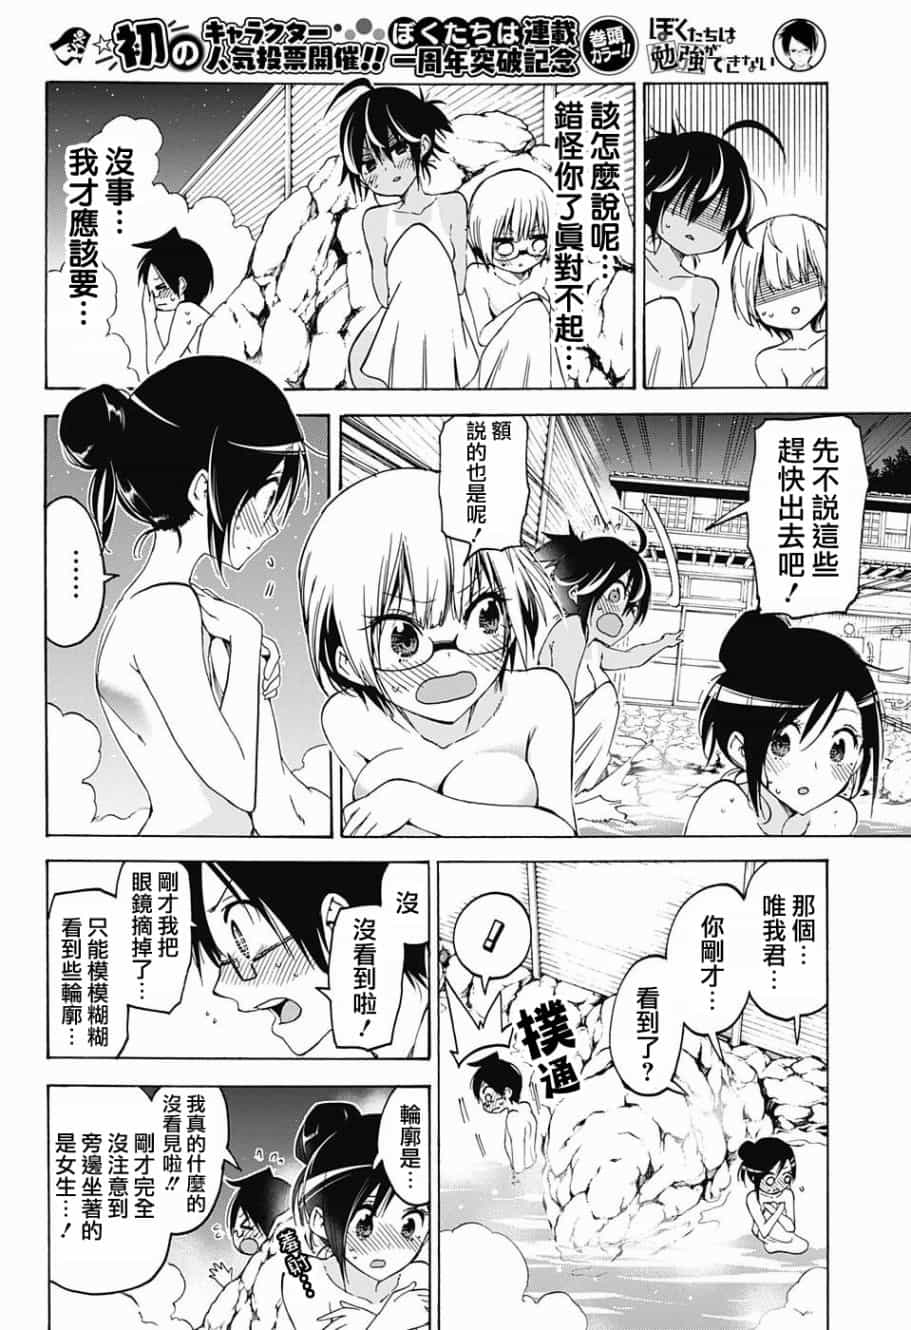 初の
キャラクター
人気投票開催!!
ぼくたちは連載
一周年突破記念
巻頭
カラー!!
ぼくたちは
勉強が
できない
該怎麼說呢…
錯怪你了真對不起…
沒事…
我才應該要…
先不說這些
趕快出去吧！
額
說的也是呢！
……
那個…
唯我君…
你剛才…
看到了？
！
撲通
沒
沒看到啦！
剛才我把
眼鏡摘掉了…
只能模模糊糊
看到些輪廓…
輪廓是…
羞射…
我真的什麼的
沒看見啦!!
剛才完全
沒注意到
旁邊坐著的
是女生…！